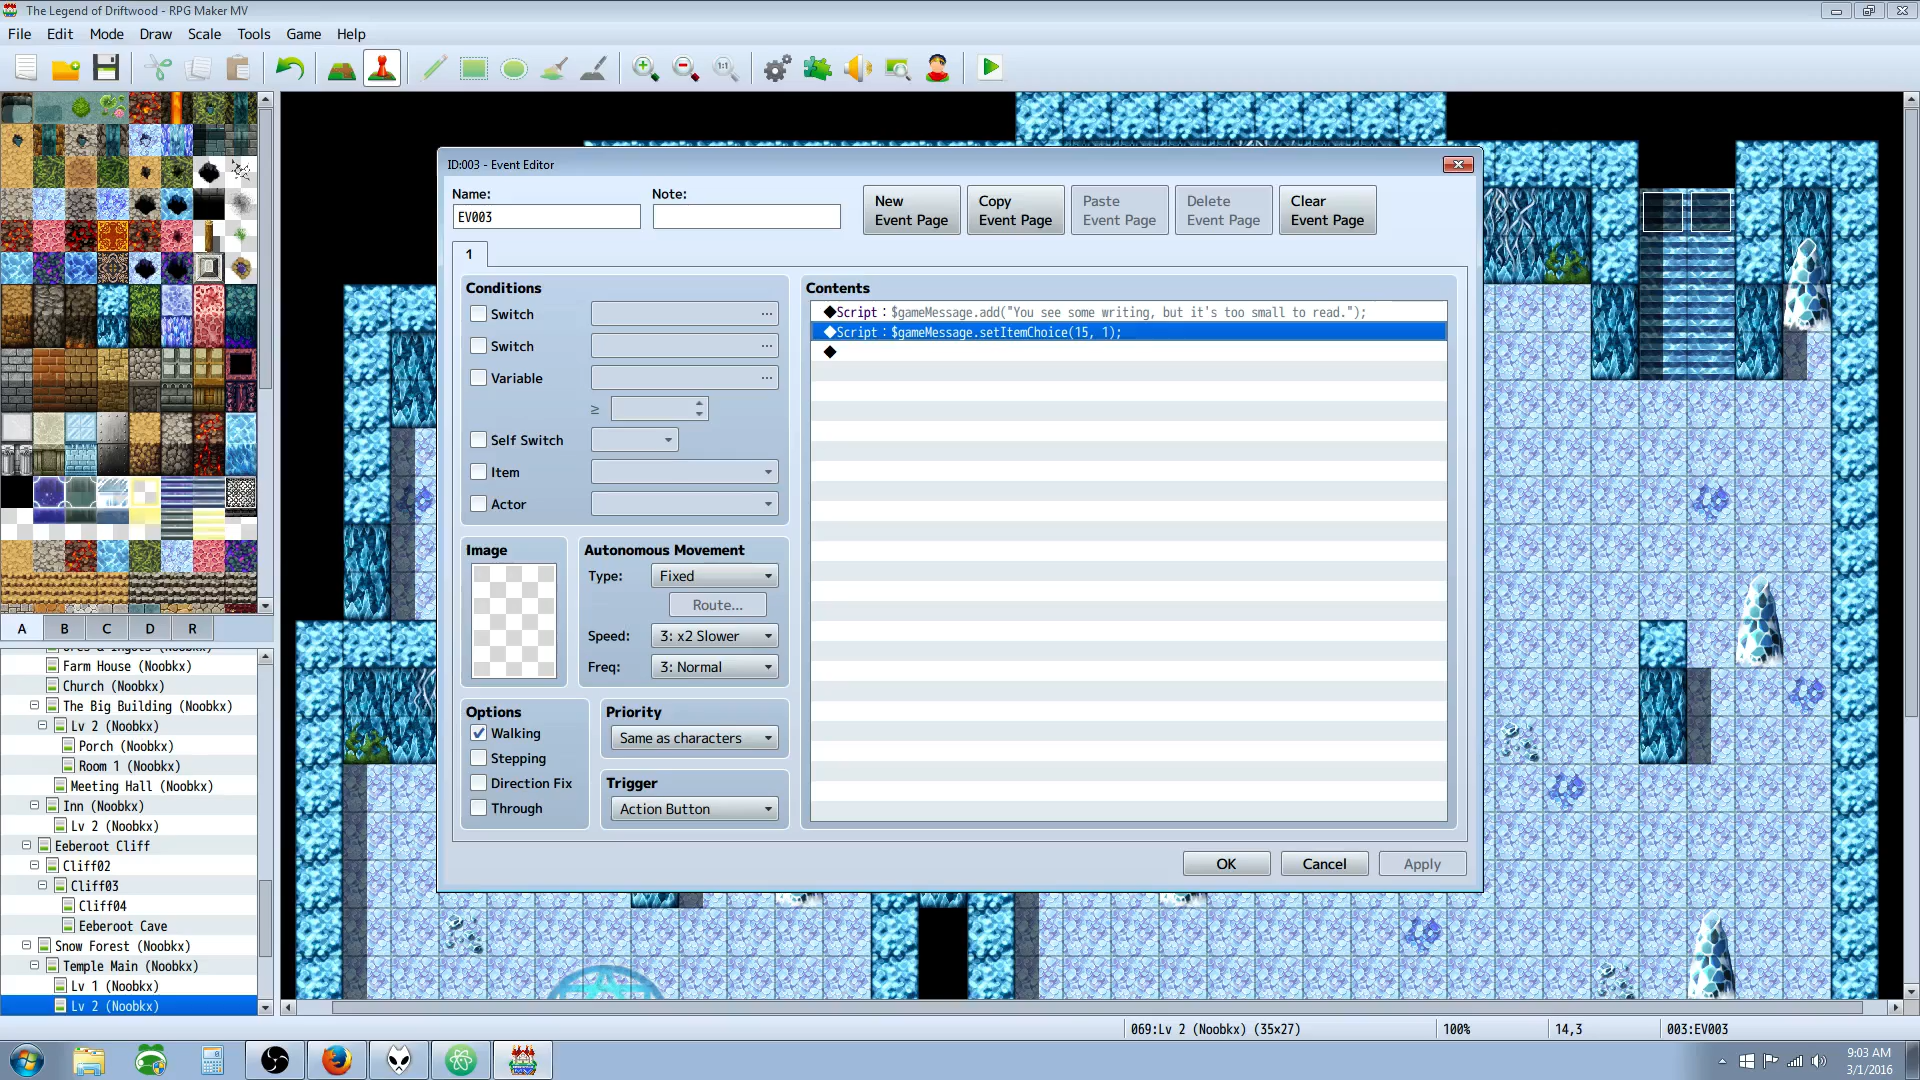 The Legend of Driftwood - RPG Maker MV
File Edit Mode Draw Scale Tools Game Help
1:1
ID:003 - Event Editor
Name: Note:
EV003
New Event Page
Copy Event Page
Paste Event Page
Delete Event Page
Clear Event Page
1
Conditions
Switch ...
Switch ...
Variable ...
≥
Self Switch
Item
Actor
Image
Autonomous Movement
Type: Fixed
Route...
Speed: 3: x2 Slower
Freq: 3: Normal
Options
Walking
Stepping
Direction Fix
Through
Priority
Same as characters
Trigger
Action Button
Contents
◆Script：$gameMessage.add("You see some writing, but it's too small to read.");
◆Script：$gameMessage.setItemChoice(15, 1);
◆
OK Cancel Apply
A B C D R
Farm House (Noobkx)
Church (Noobkx)
The Big Building (Noobkx)
Lv 2 (Noobkx)
Porch (Noobkx)
Room 1 (Noobkx)
Meeting Hall (Noobkx)
Inn (Noobkx)
Lv 2 (Noobkx)
Eeberoot Cliff
Cliff02
Cliff03
Cliff04
Eeberoot Cave
Snow Forest (Noobkx)
Temple Main (Noobkx)
Lv 1 (Noobkx)
Lv 2 (Noobkx)
069:Lv 2 (Noobkx) (35x27) 100% 14,3 003:EV003
9:03 AM
3/1/2016